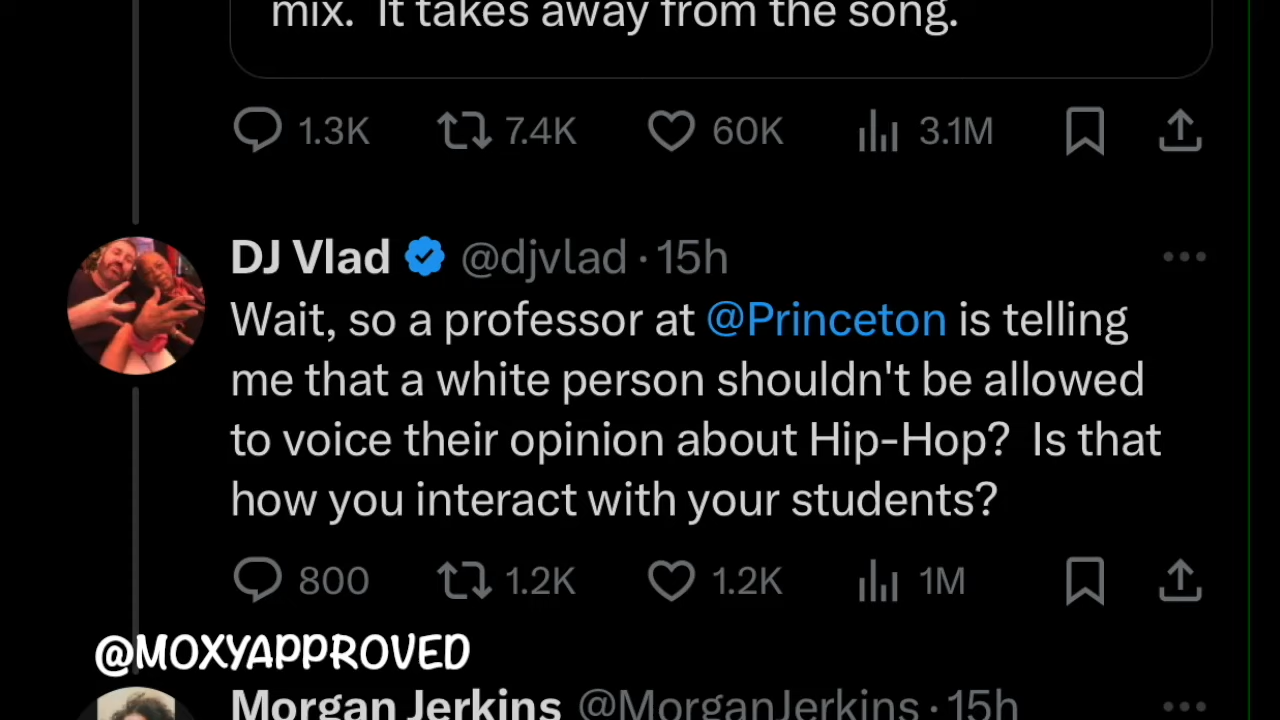 mix.  It takes away from the song.
1.3K 7.4K 60K 3.1M
DJ Vlad @djvlad · 15h
Wait, so a professor at @Princeton is telling
me that a white person shouldn't be allowed
to voice their opinion about Hip-Hop?  Is that
how you interact with your students?
800 1.2K 1.2K 1M
@MOXYAPPROVED
Morgan Jerkins @MorganJerkins · 15h